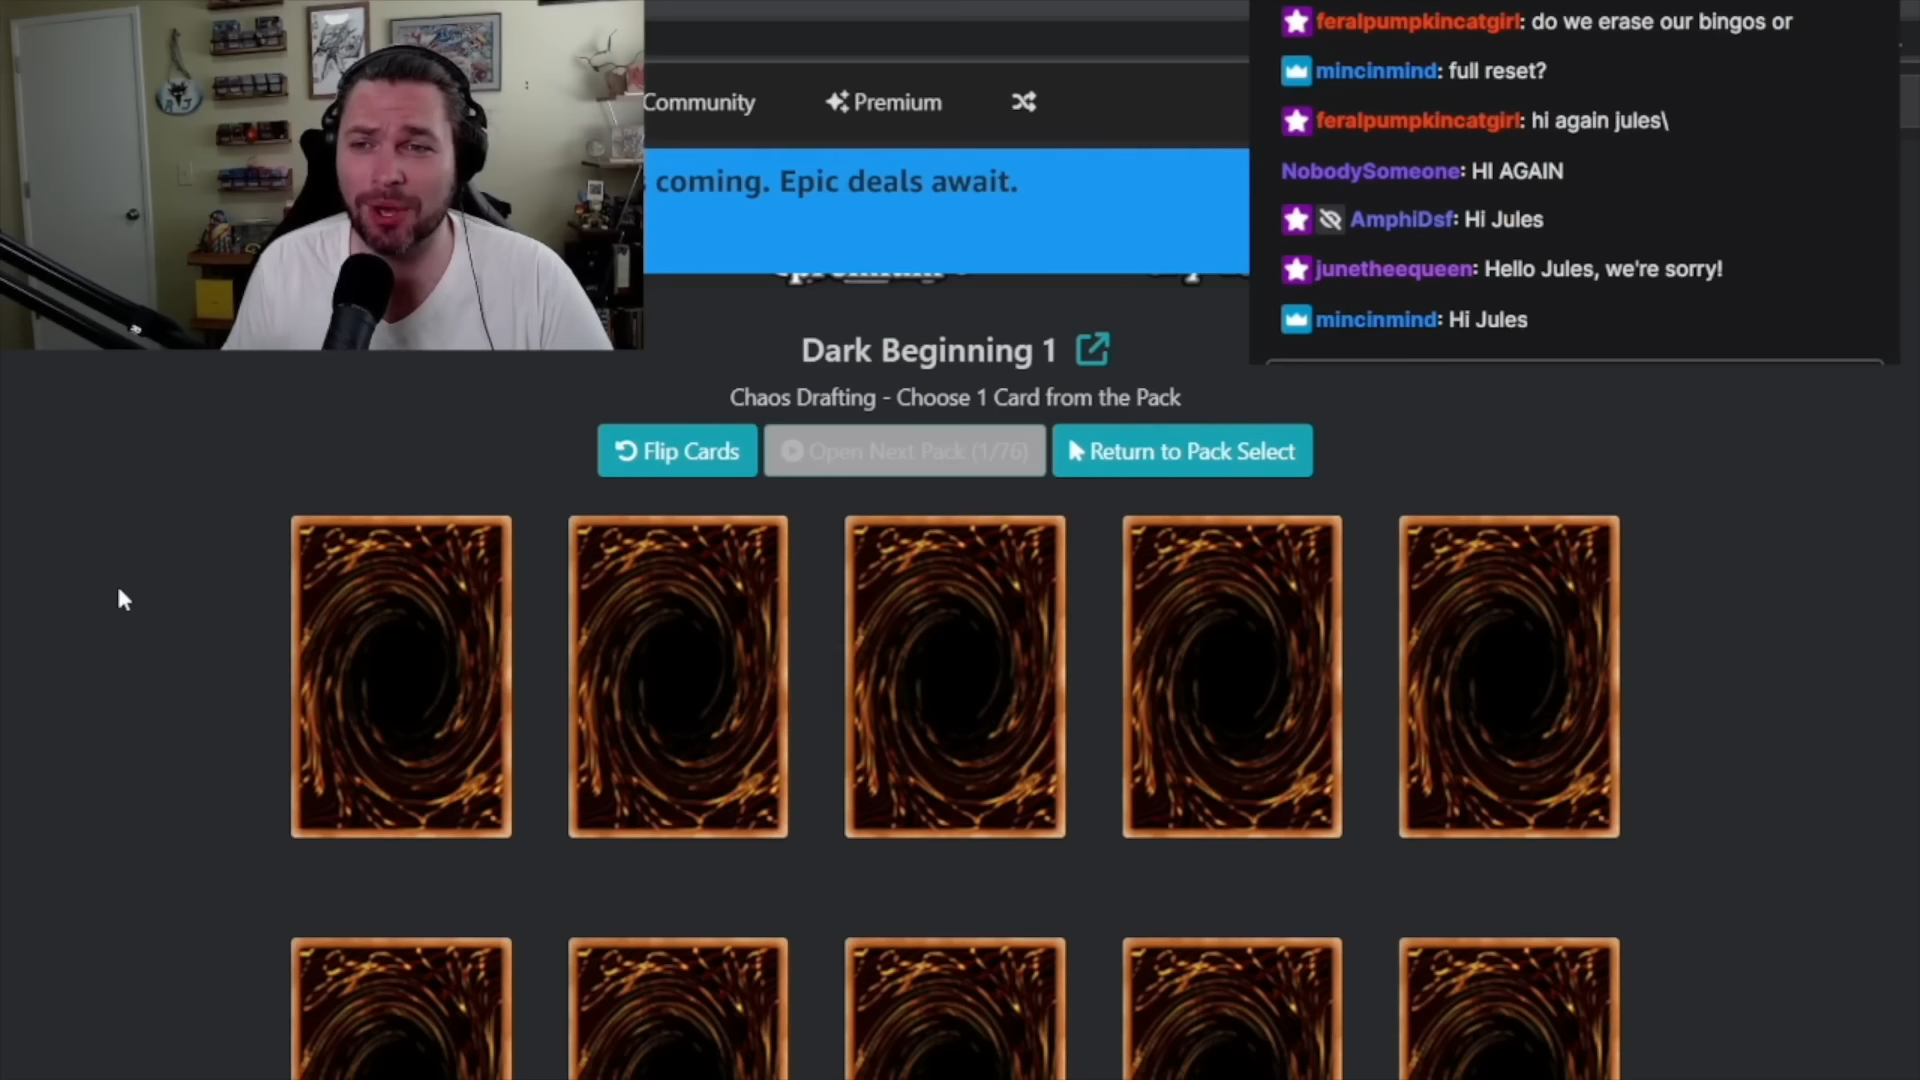 Community
Premium
coming. Epic deals await.
Dark Beginning 1
Chaos Drafting - Choose 1 Card from the Pack
Flip Cards
Open Next Pack (1/76)
Return to Pack Select
feralpumpkincatgirl: do we erase our bingos or
mincinmind: full reset?
feralpumpkincatgirl: hi again jules\
NobodySomeone: HI AGAIN
AmphiDsf: Hi Jules
junetheequeen: Hello Jules, we're sorry!
mincinmind: Hi Jules